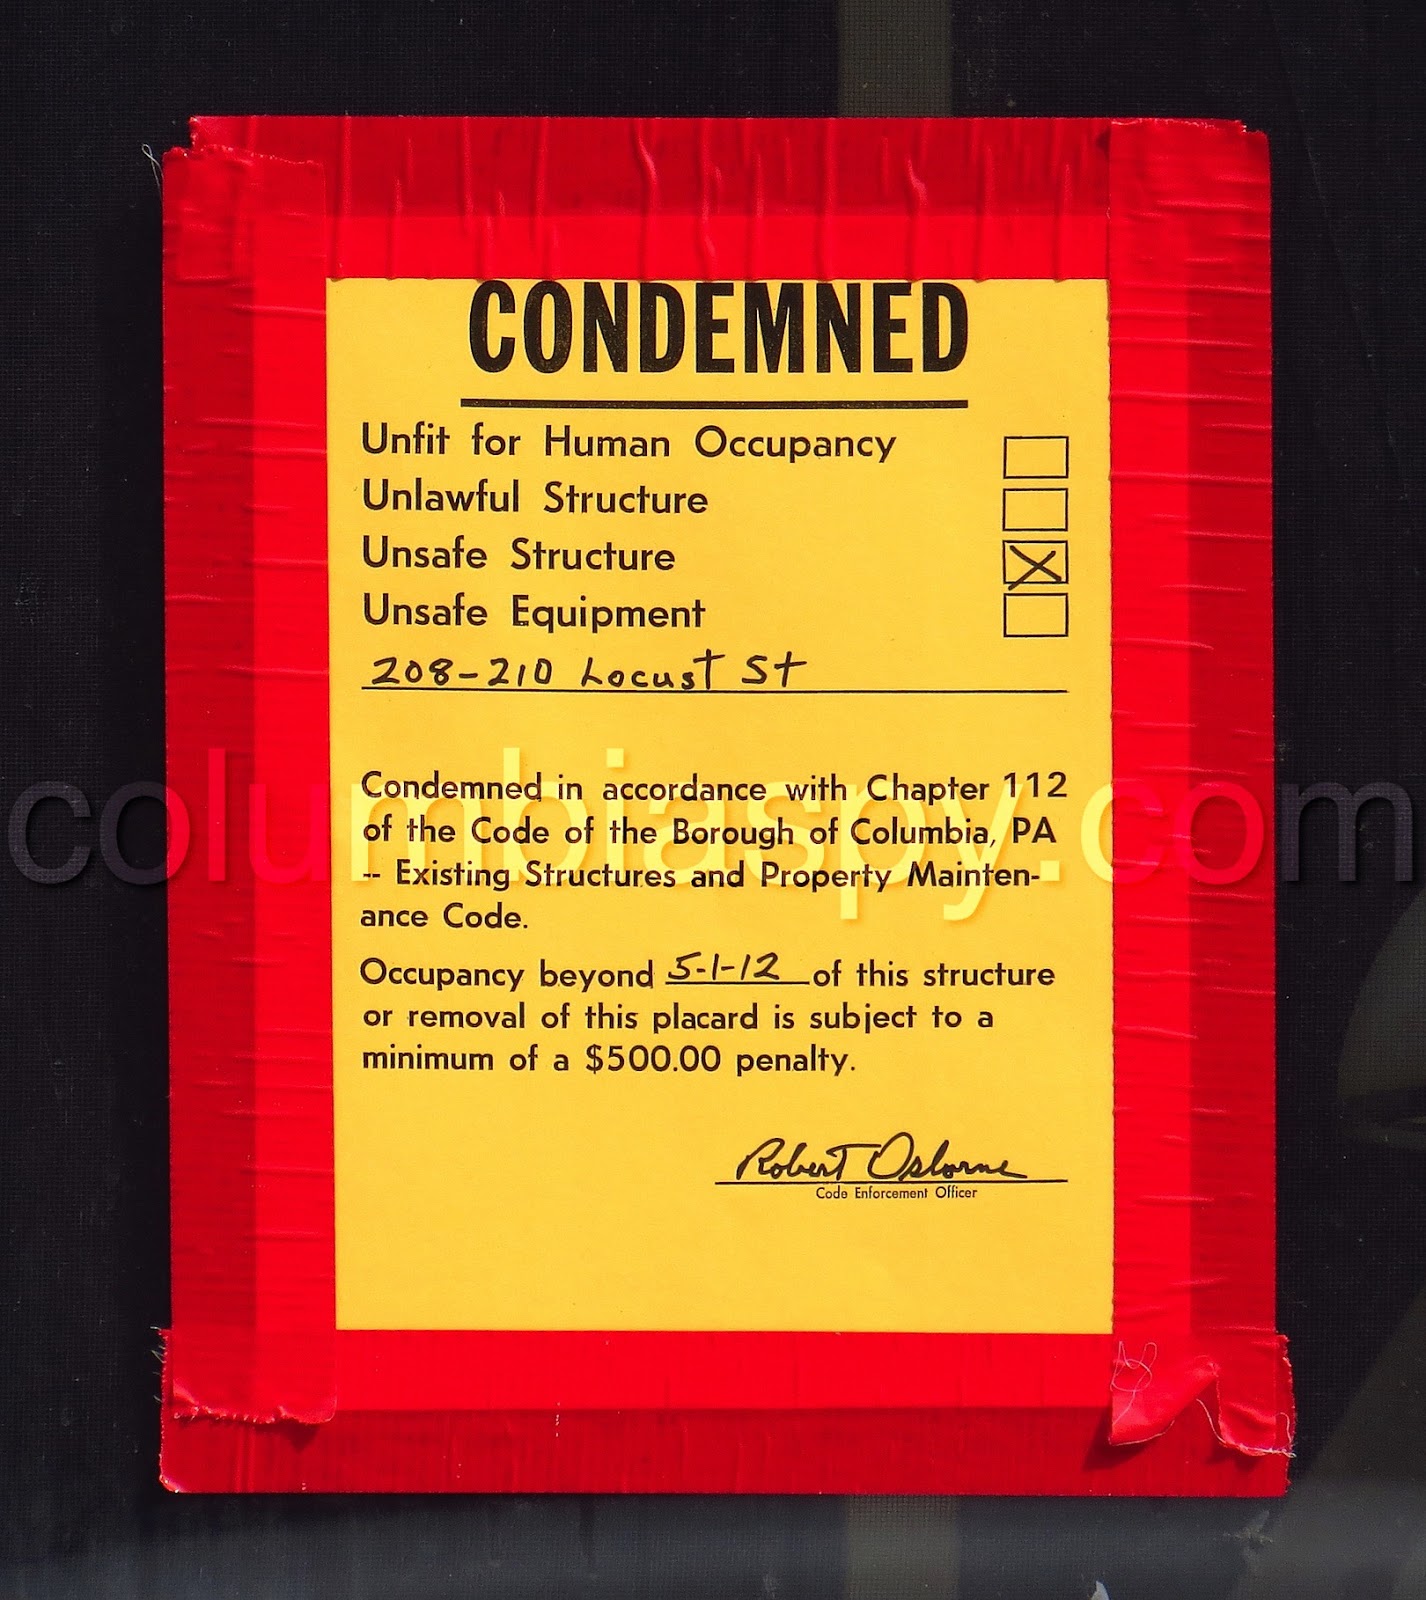 CONDEMNED
Unfit for Human Occupancy
Unlawful Structure
Unsafe Structure X
Unsafe Equipment
208-210 Locust St
columbiaspy.com
Condemned in accordance with Chapter 112
of the Code of the Borough of Columbia, PA
-- Existing Structures and Property Mainten-
ance Code.
Occupancy beyond 5-1-12 of this structure
or removal of this placard is subject to a
minimum of a $500.00 penalty.
Robert Osborne
Code Enforcement Officer